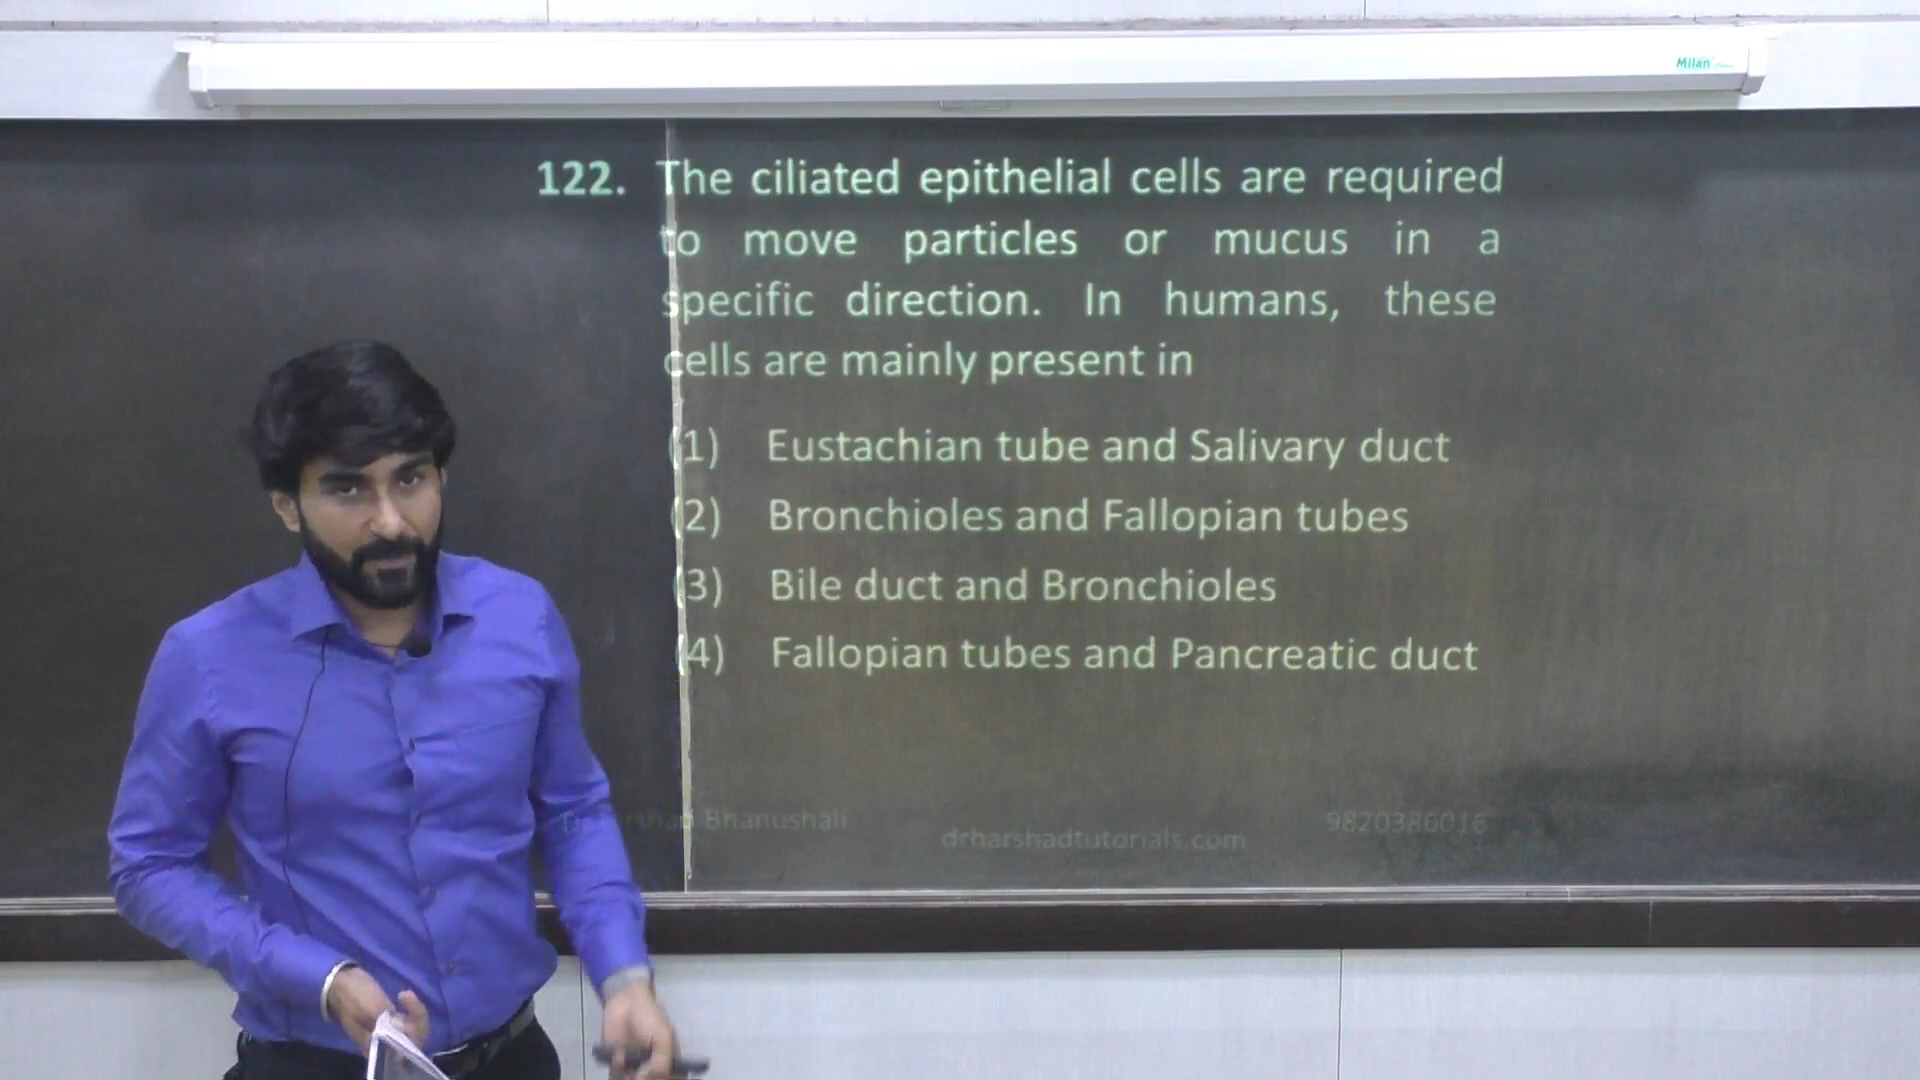 Milan
122. The ciliated epithelial cells are required
to move particles or mucus in a
specific direction. In humans, these
cells are mainly present in
(1) Eustachian tube and Salivary duct
(2) Bronchioles and Fallopian tubes
(3) Bile duct and Bronchioles
(4) Fallopian tubes and Pancreatic duct
Bhanushali
drharshadtutorials.com
9820386016